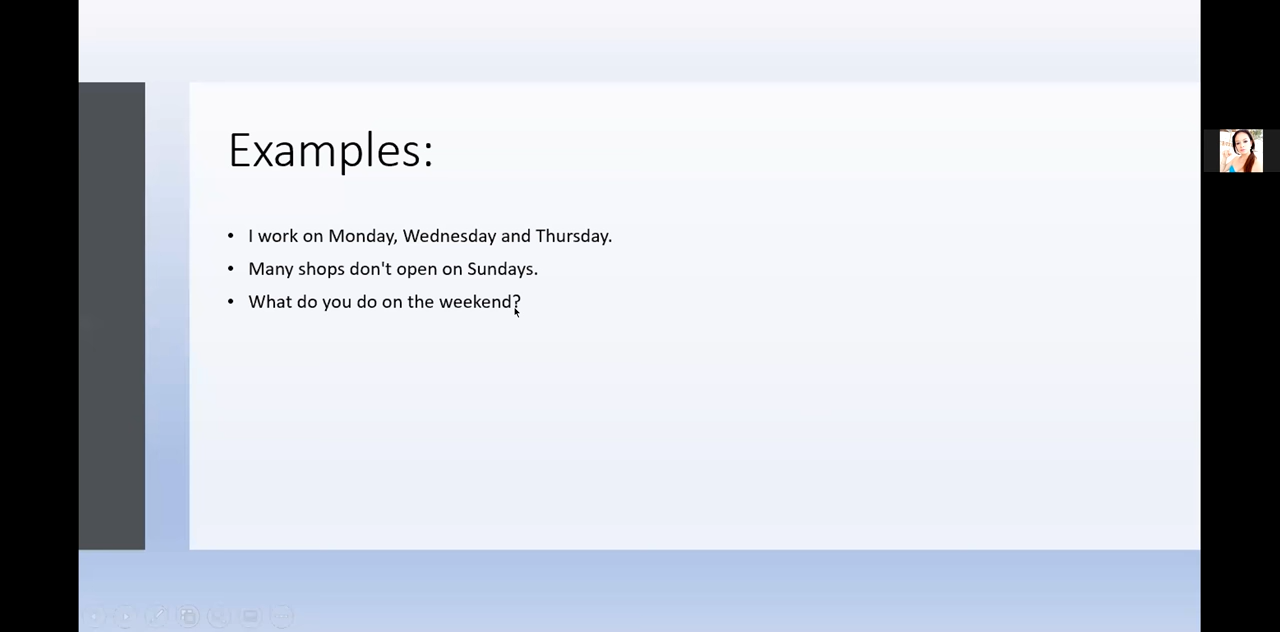 Examples:
• I work on Monday, Wednesday and Thursday.
• Many shops don't open on Sundays.
• What do you do on the weekend?